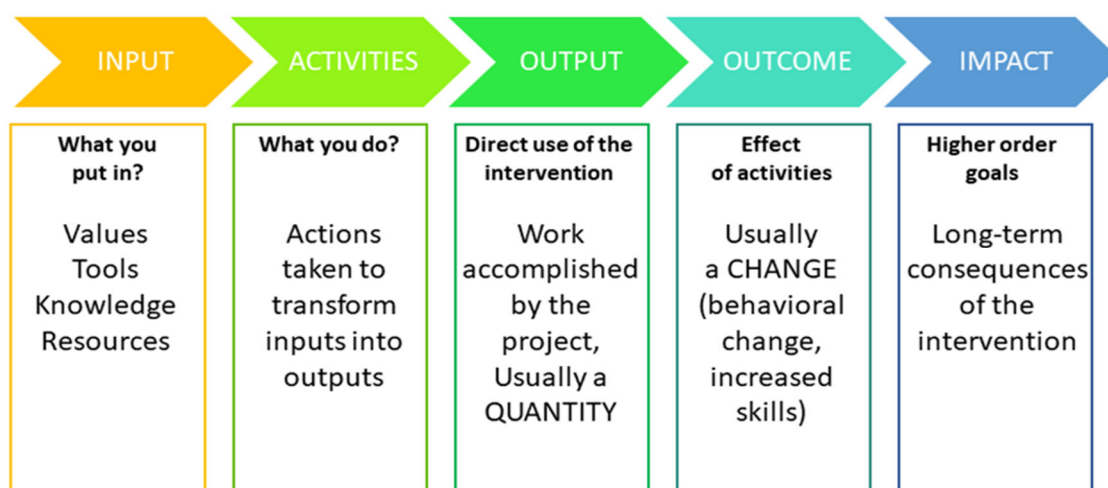 INPUT
ACTIVITIES
OUTPUT
OUTCOME
IMPACT
What you
put in?
Values
Tools
Knowledge
Resources
What you do?
Actions
taken to
transform
inputs into
outputs
Direct use of the
intervention
Work
accomplished
by the
project,
Usually a
QUANTITY
Effect
of activities
Usually
a CHANGE
(behavioral
change,
increased
skills)
Higher order
goals
Long-term
consequences
of the
intervention